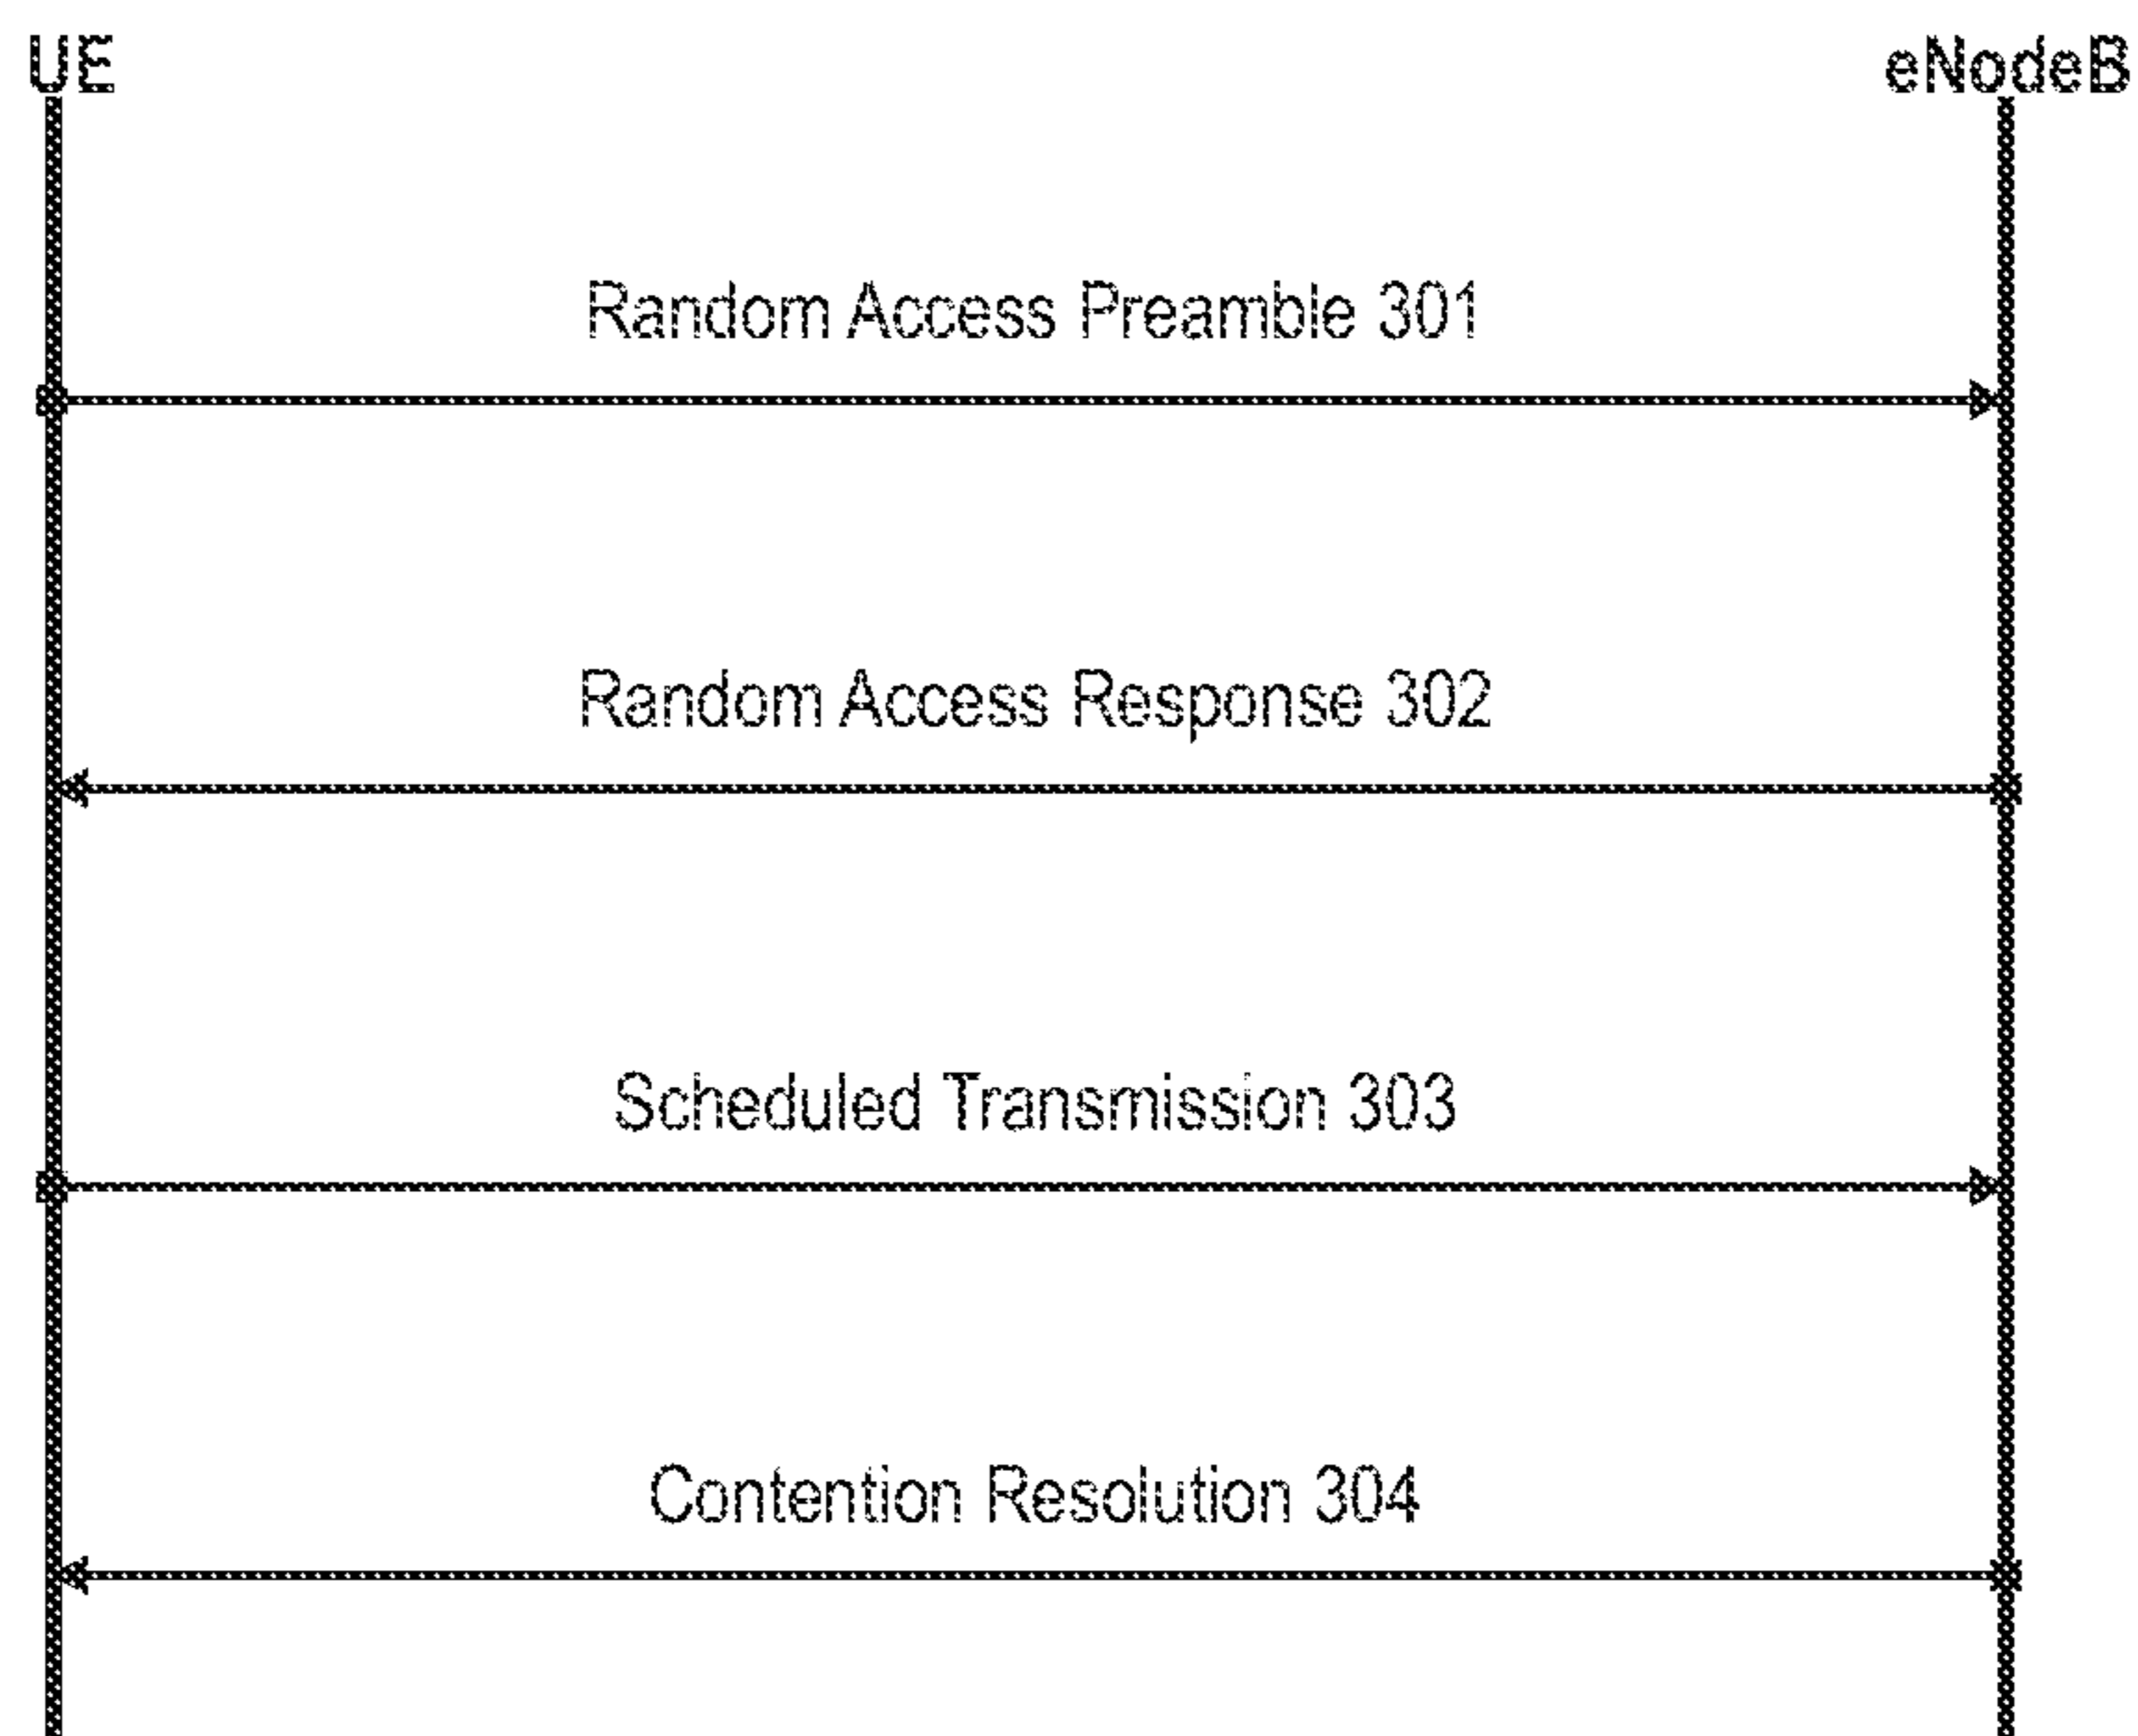 UE eNodeB
Random Access Preamble 301
Random Access Response 302
Scheduled Transmission 303
Contention Resolution 304